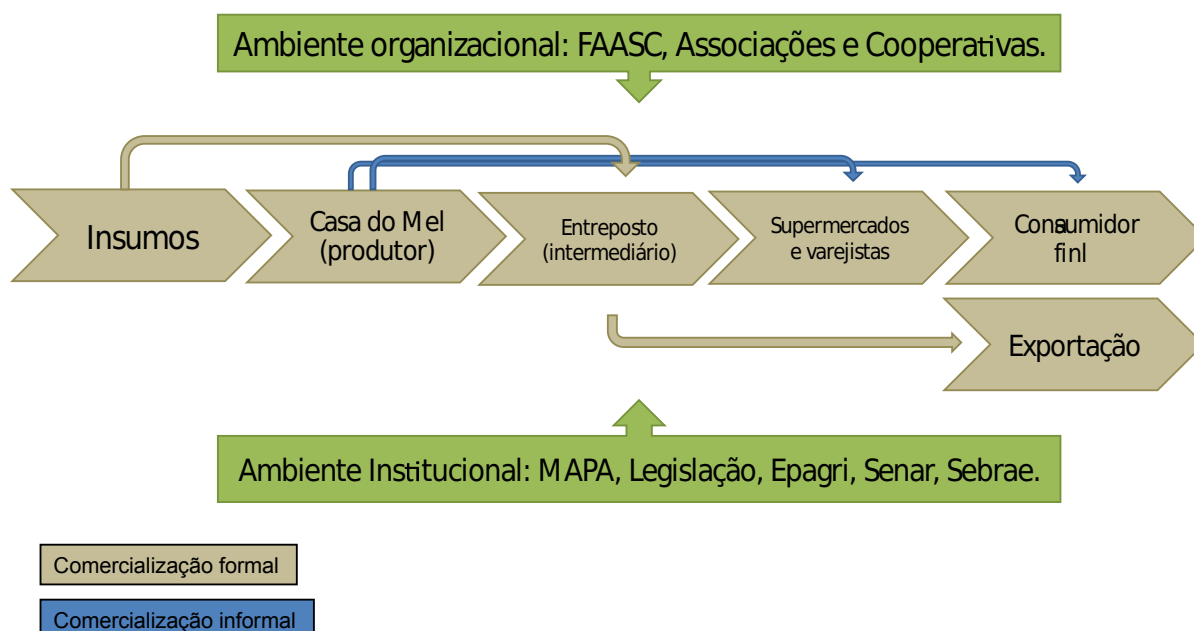 Ambiente organizacional: FAASC, Associações e Cooperativas.
Insumos
Casa do Mel
(produtor)
Entreposto
(intermediário)
Supermercados
e varejistas
Consumidor
finl
Exportação
Ambiente Institucional: MAPA, Legislação, Epagri, Senar, Sebrae.
Comercialização formal
Comercialização informal